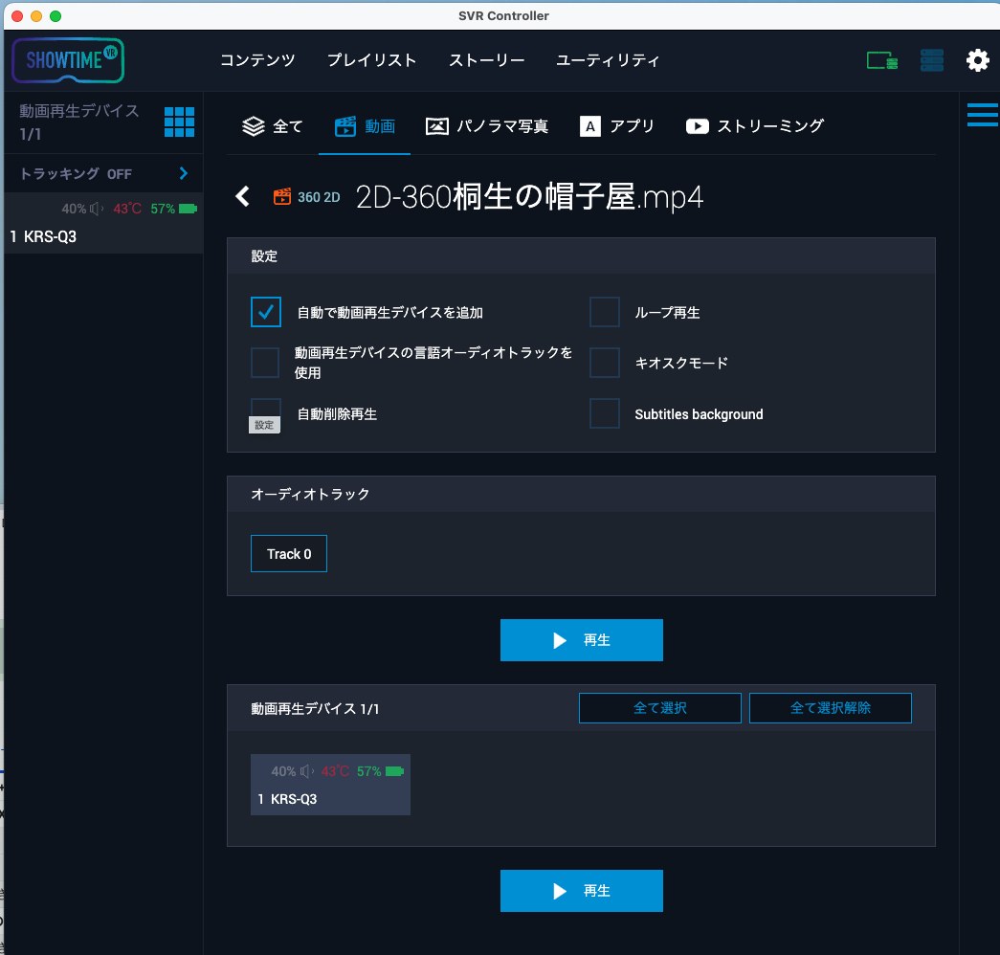 SVR Controller
SHOWTIME VR
コンテンツ プレイリスト ストーリー ユーティリティ
動画再生デバイス
1/1
全て 動画 パノラマ写真 A アプリ ストリーミング
トラッキング OFF
40% 43℃ 57%
1 KRS-Q3
360 2D 2D-360桐生の帽子屋.mp4
設定
自動で動画再生デバイスを追加 ループ再生
動画再生デバイスの言語オーディオトラックを
使用
キオスクモード
設定
自動削除再生 Subtitles background
オーディオトラック
Track 0
再生
動画再生デバイス 1/1 全て選択 全て選択解除
40% 43℃ 57%
1 KRS-Q3
再生